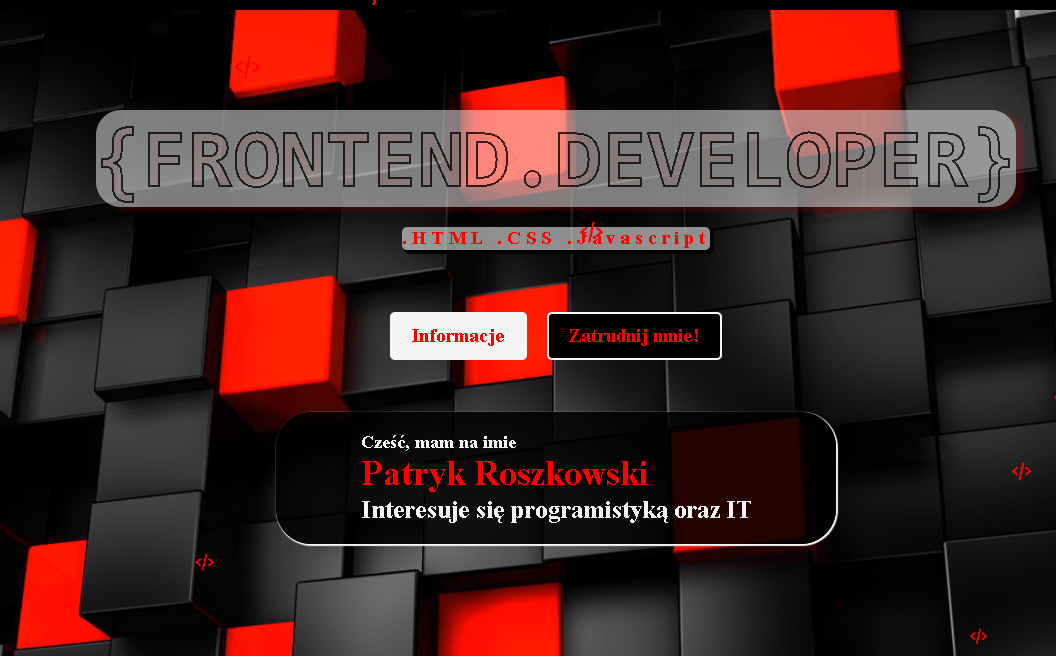 </>
{FRONTEND.DEVELOPER}
.HTML .CSS .Javascript
</>
Informacje
Zatrudnij mnie!
Cześć, mam na imie
Patryk Roszkowski
Interesuje się programistyką oraz IT
</>
</>
</>